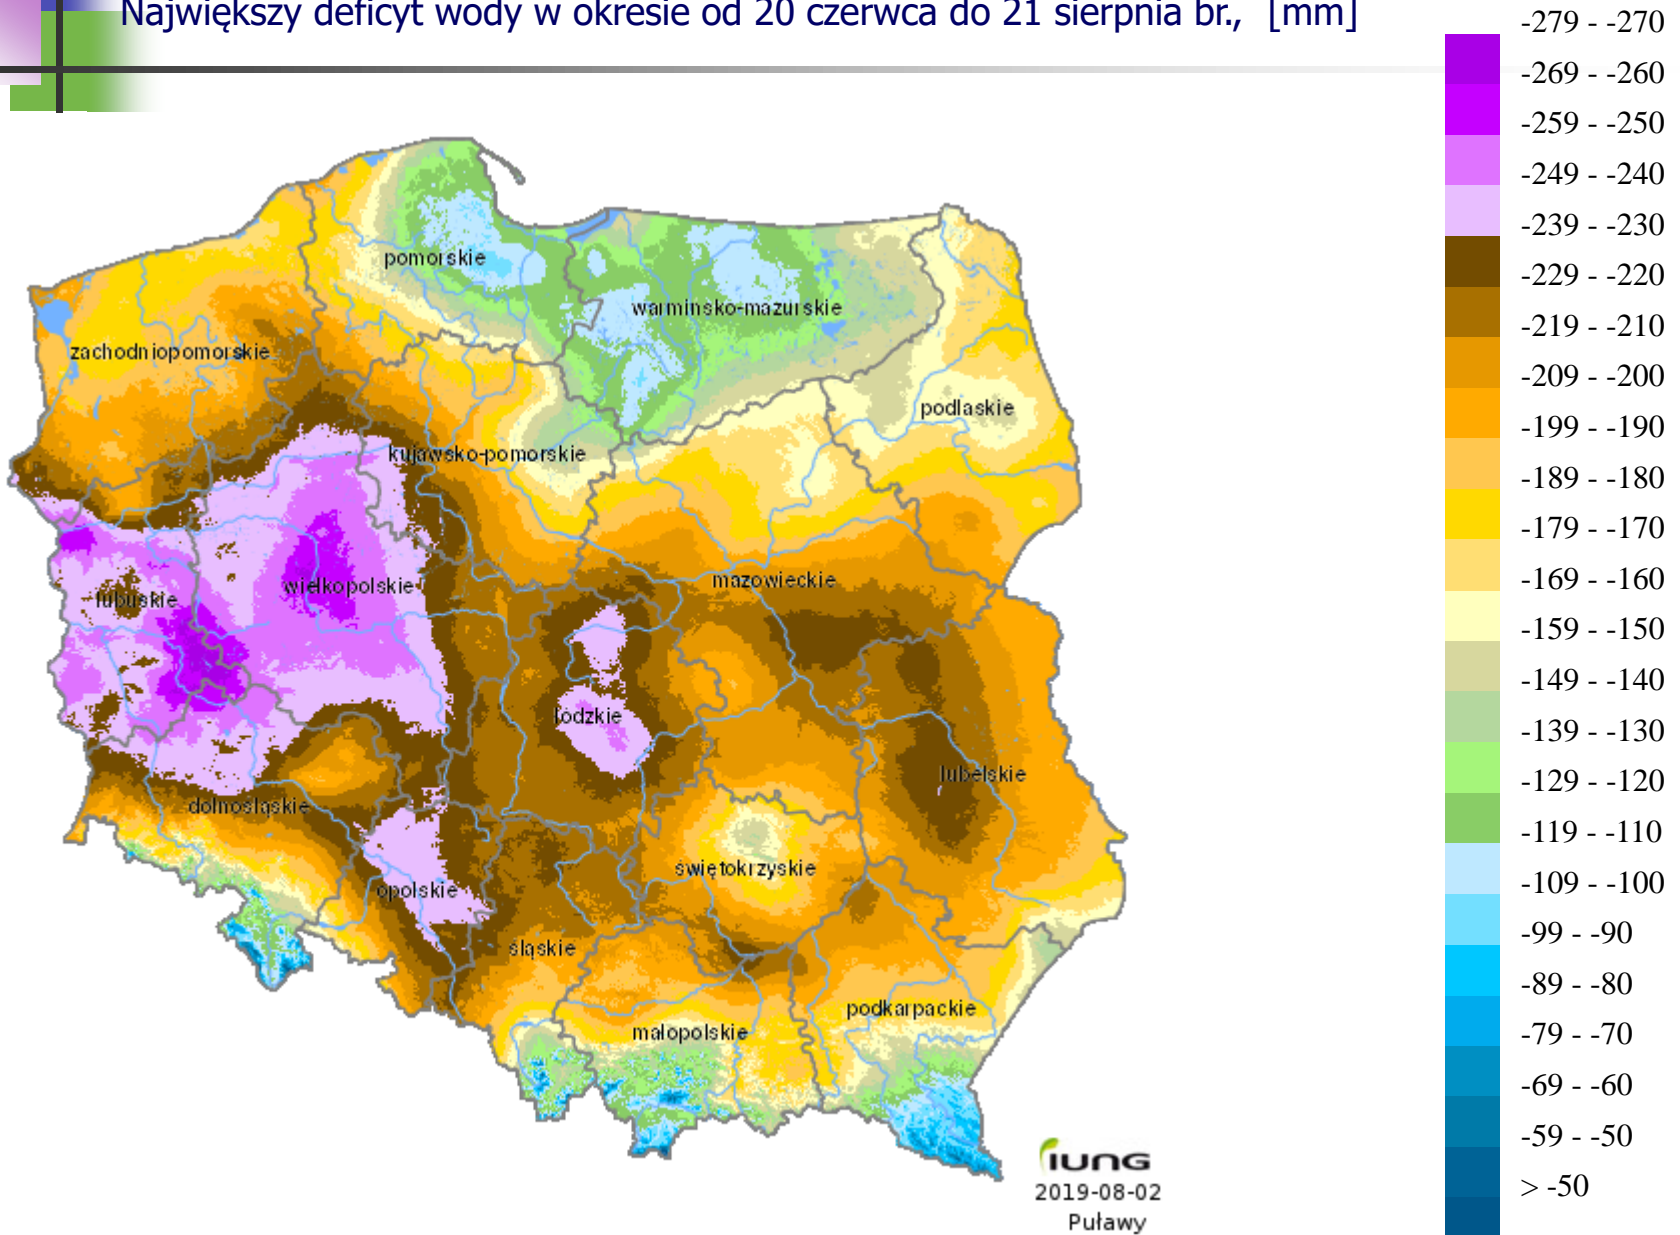 Największy deficyt wody w okresie od 20 czerwca do 21 sierpnia br., [mm]
-279 - -270
-269 - -260
-259 - -250
-249 - -240
-239 - -230
-229 - -220
-219 - -210
-209 - -200
-199 - -190
-189 - -180
-179 - -170
-169 - -160
-159 - -150
-149 - -140
-139 - -130
-129 - -120
-119 - -110
-109 - -100
-99 - -90
-89 - -80
-79 - -70
-69 - -60
-59 - -50
> -50
pomorskie
warminsko-mazurskie
zachodniopomorskie
podlaskie
kujawsko-pomorskie
mazowieckie
wielkopolskie
lubuskie
łodzkie
lubelskie
dolnośląskie
świętokrzyskie
opolskie
śląskie
podkarpackie
małopolskie
IUNG
2019-08-02
Puławy